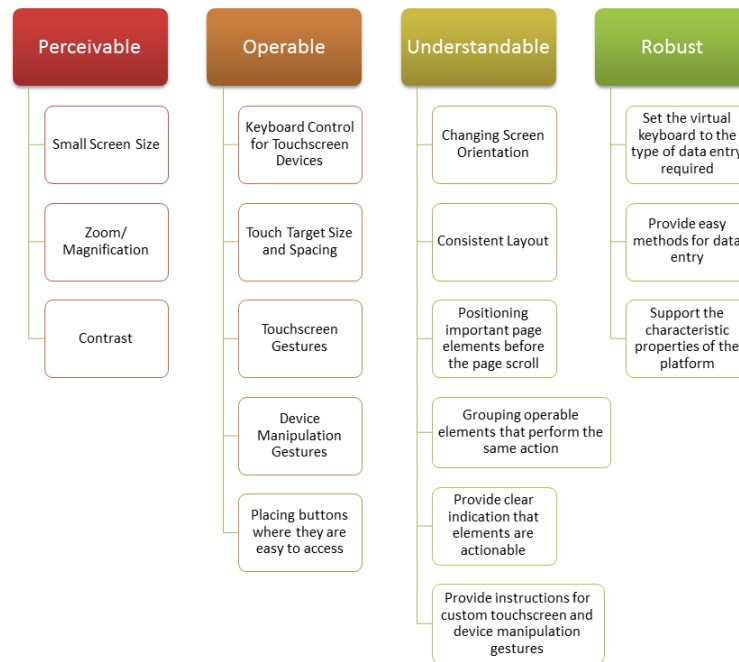 Perceivable
Small Screen Size
Zoom/
Magnification
Contrast
Operable
Keyboard Control
for Touchscreen
Devices
Touch Target Size
and Spacing
Touchscreen
Gestures
Device
Manipulation
Gestures
Placing buttons
where they are
easy to access
Understandable
Changing Screen
Orientation
Consistent Layout
Positioning
important page
elements before
the page scroll
Grouping operable
elements that perform the
same action
Provide clear
indication that
elements are
actionable
Provide instructions for
custom touchscreen and
device manipulation
gestures
Robust
Set the virtual
keyboard to the
type of data entry
required
Provide easy
methods for data
entry
Support the
characteristic
properties of the
platform